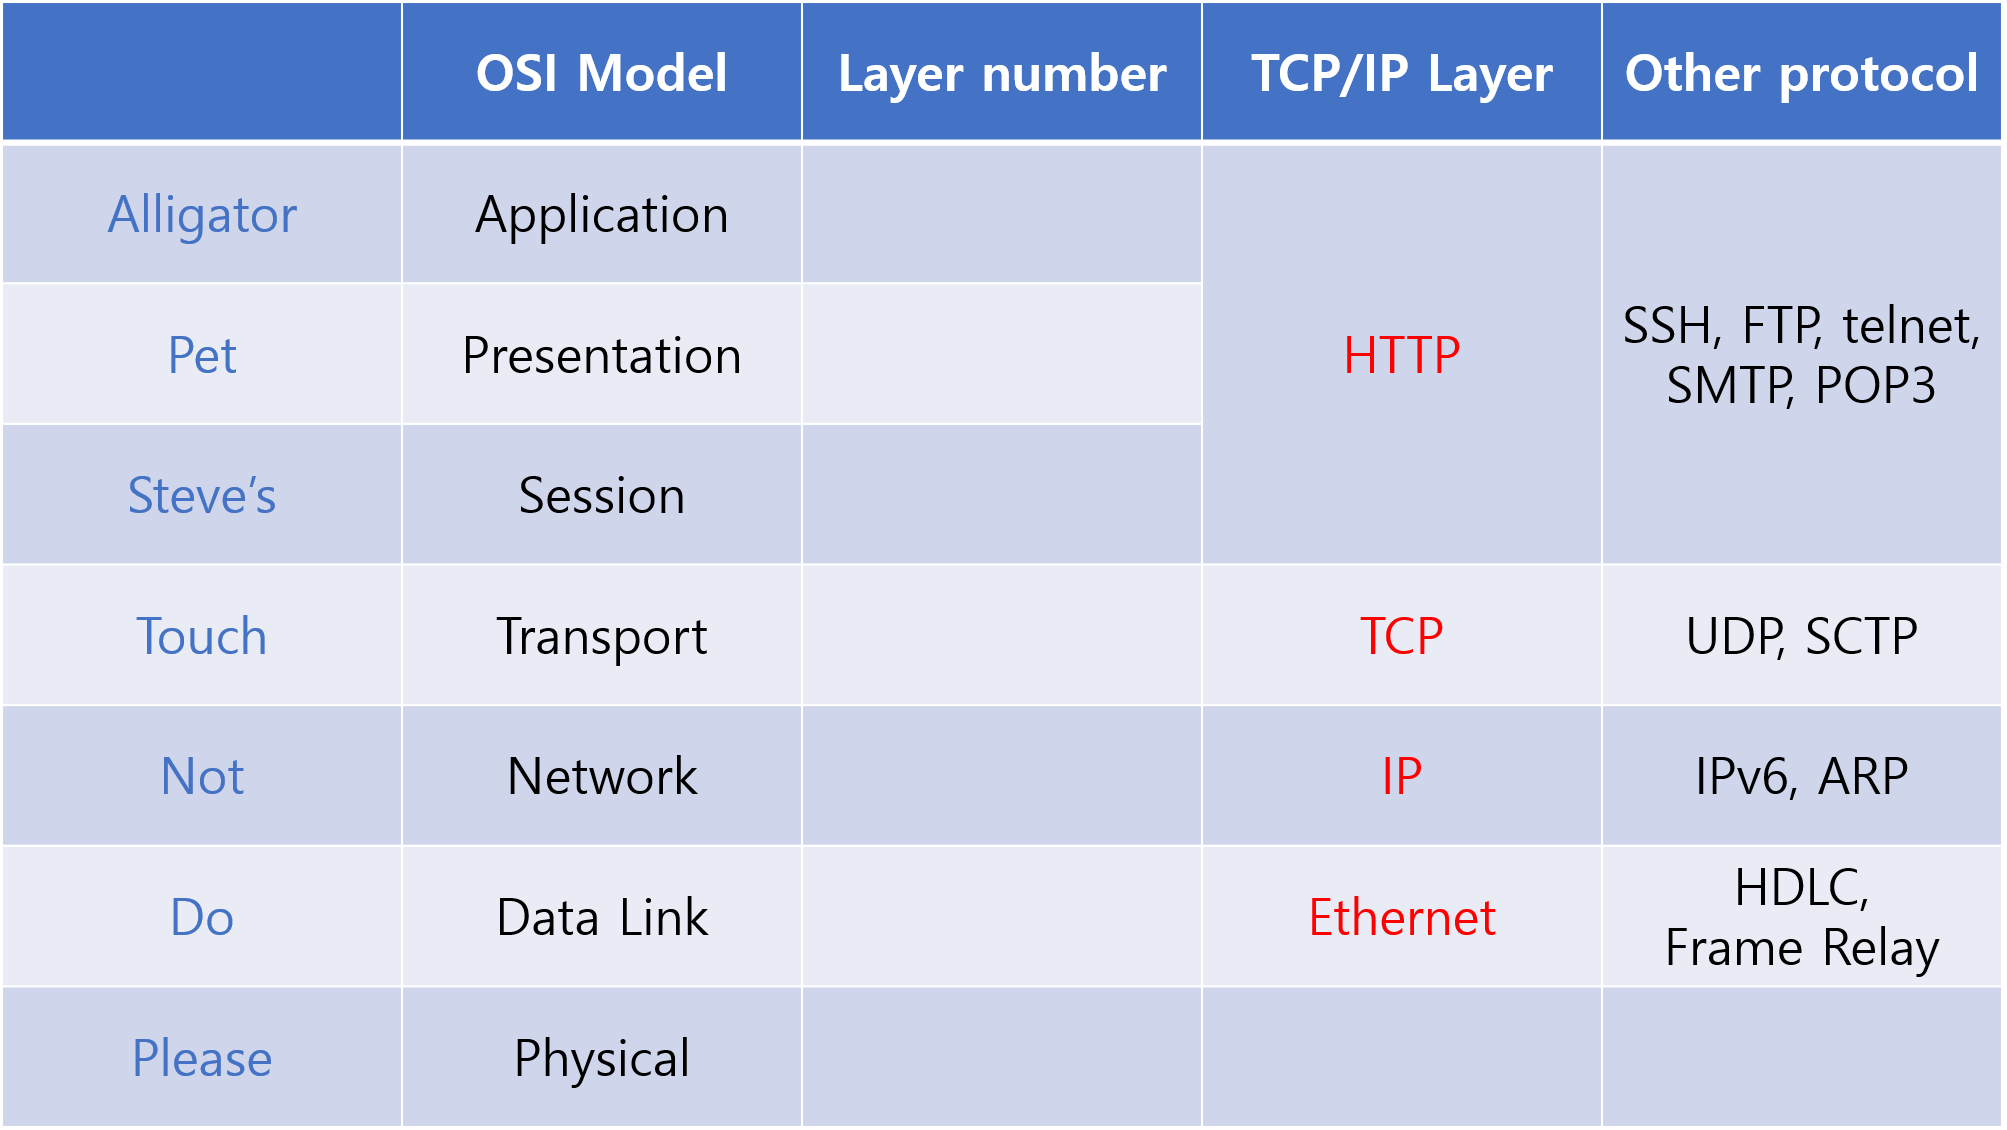 OSI Model Layer number TCP/IP Layer Other protocol
Alligator Application
Pet Presentation HTTP SSH, FTP, telnet,
SMTP, POP3
Steve’s Session
Touch Transport TCP UDP, SCTP
Not Network IP IPv6, ARP
Do Data Link Ethernet HDLC,
Frame Relay
Please Physical